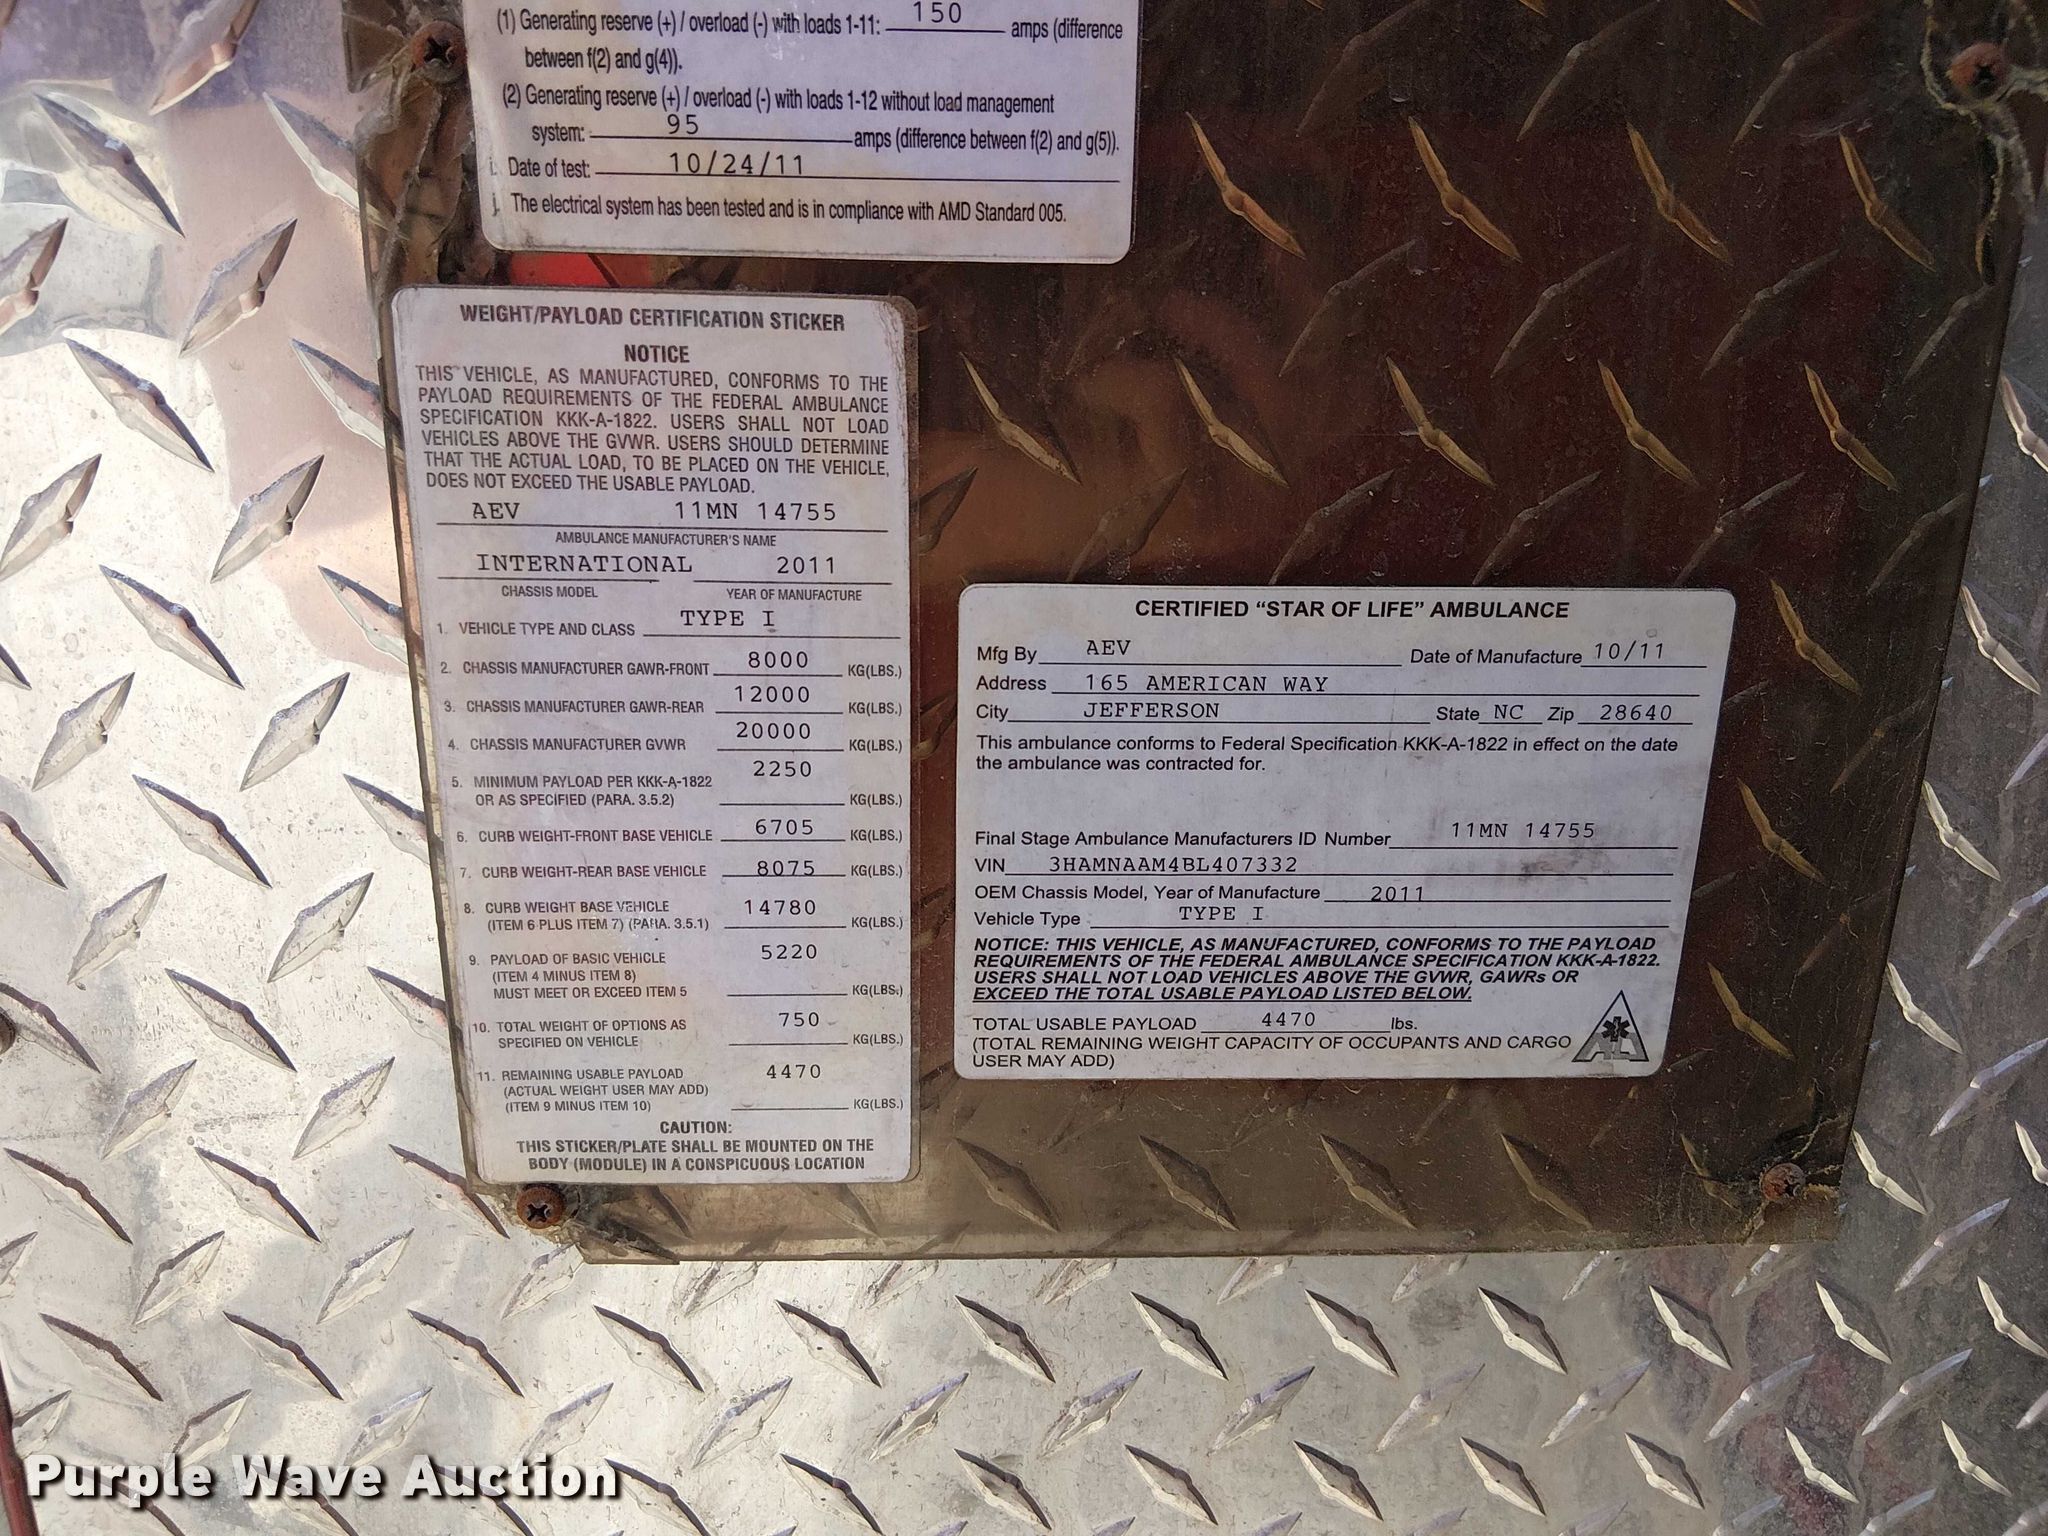 (1) Generating reserve (+) / overload (-) with loads 1-11: 150 amps (difference
between f(2) and g(4)).
(2) Generating reserve (+) / overload (-) with loads 1-12 without load management
system: 95 amps (difference between f(2) and g(5)).
i. Date of test: 10/24/11
j. The electrical system has been tested and is in compliance with AMD Standard 005.
WEIGHT/PAYLOAD CERTIFICATION STICKER
NOTICE
THIS VEHICLE, AS MANUFACTURED, CONFORMS TO THE
PAYLOAD REQUIREMENTS OF THE FEDERAL AMBULANCE
SPECIFICATION KKK-A-1822. USERS SHALL NOT LOAD
VEHICLES ABOVE THE GVWR. USERS SHOULD DETERMINE
THAT THE ACTUAL LOAD, TO BE PLACED ON THE VEHICLE,
DOES NOT EXCEED THE USABLE PAYLOAD.
AEV 11MN 14755
AMBULANCE MANUFACTURER'S NAME
INTERNATIONAL 2011
CHASSIS MODEL YEAR OF MANUFACTURE
1. VEHICLE TYPE AND CLASS TYPE I
2. CHASSIS MANUFACTURER GAWR-FRONT 8000 KG(LBS.)
3. CHASSIS MANUFACTURER GAWR-REAR 12000 KG(LBS.)
4. CHASSIS MANUFACTURER GVWR 20000 KG(LBS.)
5. MINIMUM PAYLOAD PER KKK-A-1822 2250
OR AS SPECIFIED (PARA. 3.5.2) KG(LBS.)
6. CURB WEIGHT-FRONT BASE VEHICLE 6705 KG(LBS.)
7. CURB WEIGHT-REAR BASE VEHICLE 8075 KG(LBS.)
8. CURB WEIGHT BASE VEHICLE 14780
(ITEM 6 PLUS ITEM 7) (PARA. 3.5.1) KG(LBS.)
9. PAYLOAD OF BASIC VEHICLE 5220
(ITEM 4 MINUS ITEM 8)
MUST MEET OR EXCEED ITEM 5 KG(LBS.)
10. TOTAL WEIGHT OF OPTIONS AS 750
SPECIFIED ON VEHICLE KG(LBS.)
11. REMAINING USABLE PAYLOAD 4470
(ACTUAL WEIGHT USER MAY ADD)
(ITEM 9 MINUS ITEM 10) KG(LBS.)
CAUTION:
THIS STICKER/PLATE SHALL BE MOUNTED ON THE
BODY (MODULE) IN A CONSPICUOUS LOCATION
CERTIFIED "STAR OF LIFE" AMBULANCE
Mfg By AEV Date of Manufacture 10/11
Address 165 AMERICAN WAY
City JEFFERSON State NC Zip 28640
This ambulance conforms to Federal Specification KKK-A-1822 in effect on the date
the ambulance was contracted for.
Final Stage Ambulance Manufacturers ID Number 11MN 14755
VIN 3HAMNAAM4BL407332
OEM Chassis Model, Year of Manufacture 2011
Vehicle Type TYPE I
NOTICE: THIS VEHICLE, AS MANUFACTURED, CONFORMS TO THE PAYLOAD
REQUIREMENTS OF THE FEDERAL AMBULANCE SPECIFICATION KKK-A-1822.
USERS SHALL NOT LOAD VEHICLES ABOVE THE GVWR, GAWRs OR
EXCEED THE TOTAL USABLE PAYLOAD LISTED BELOW.
TOTAL USABLE PAYLOAD 4470 lbs.
(TOTAL REMAINING WEIGHT CAPACITY OF OCCUPANTS AND CARGO
USER MAY ADD)
Purple Wave Auction